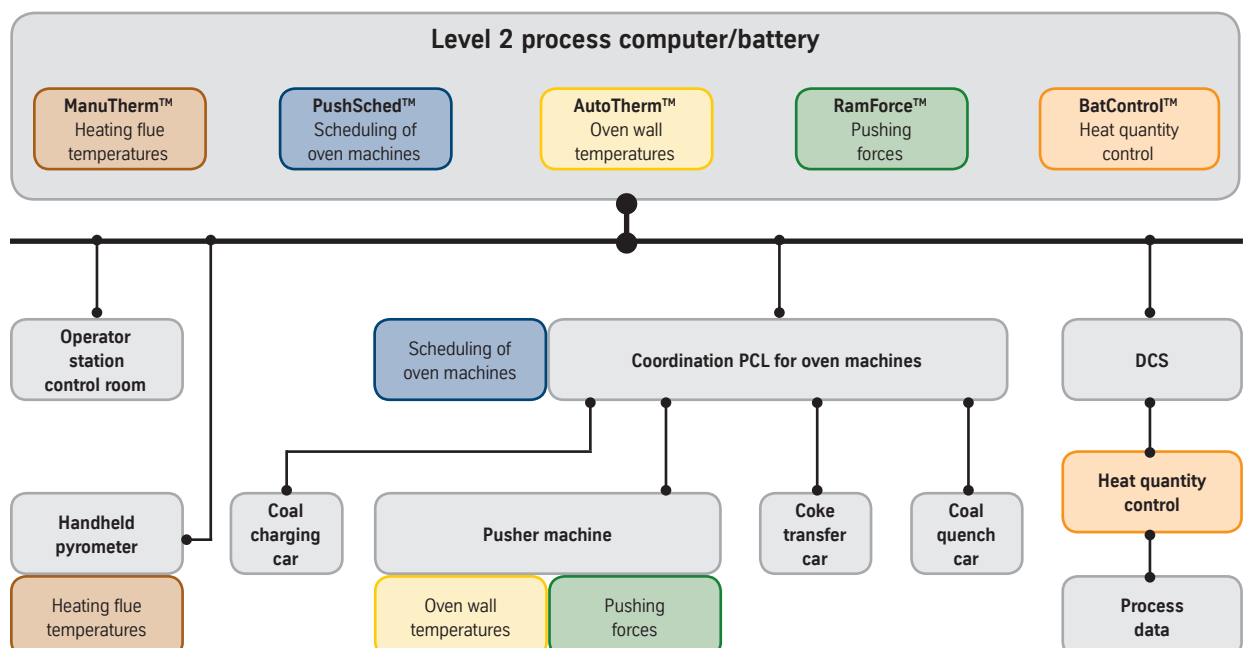 Level 2 process computer/battery
ManuTherm™
Heating flue
temperatures
PushSched™
Scheduling of
oven machines
AutoTherm™
Oven wall
temperatures
RamForce™
Pushing
forces
BatControl™
Heat quantity
control
Operator
station
control room
Scheduling of
oven machines
Coordination PCL for oven machines
DCS
Heat quantity
control
Handheld
pyrometer
Coal
charging
car
Pusher machine
Coke
transfer
car
Coal
quench
car
Heating flue
temperatures
Oven wall
temperatures
Pushing
forces
Process
data